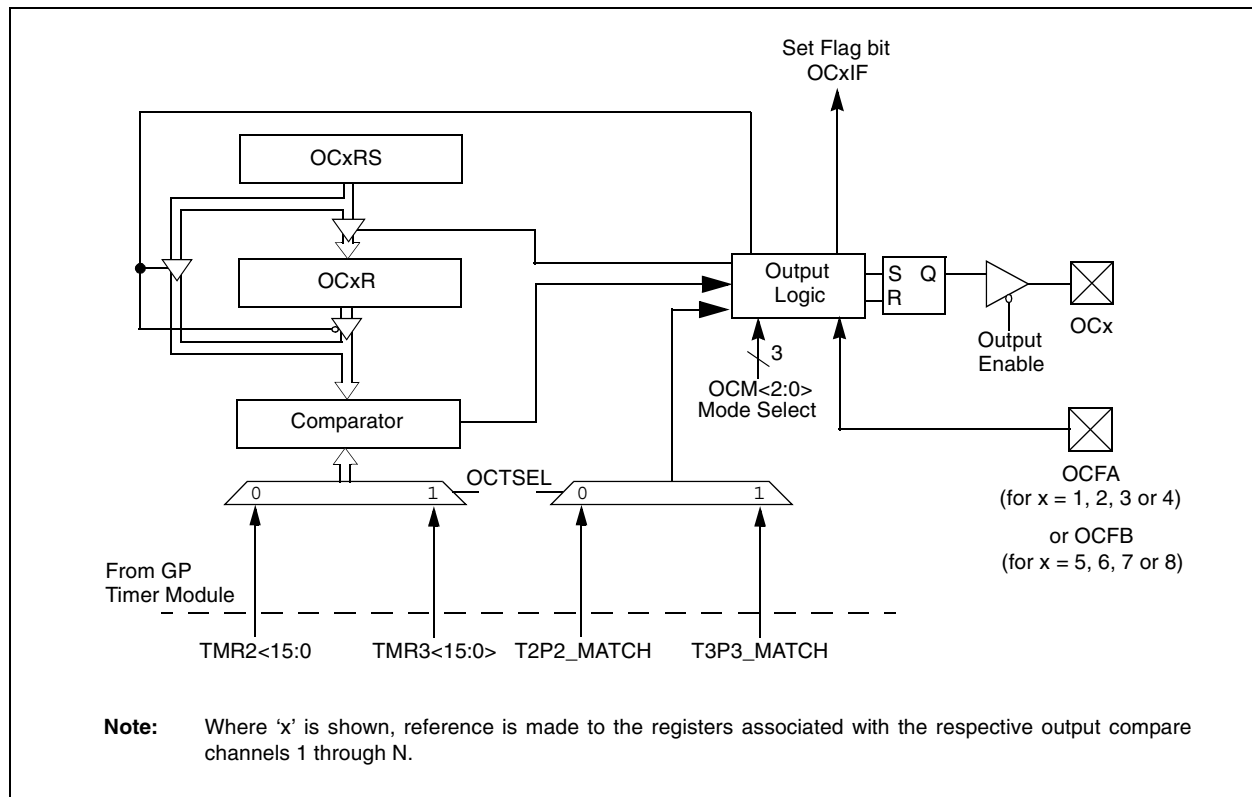 Set Flag bit
OCxIF
OCxRS
OCxR
Output
Logic
S Q
R
OCx
Output
Enable
3
OCM<2:0>
Mode Select
Comparator
OCTSEL
0 1
0 1
OCFA
(for x = 1, 2, 3 or 4)
or OCFB
(for x = 5, 6, 7 or 8)
From GP
Timer Module
TMR2<15:0 TMR3<15:0> T2P2_MATCH T3P3_MATCH
Note: Where ‘x’ is shown, reference is made to the registers associated with the respective output compare
channels 1 through N.